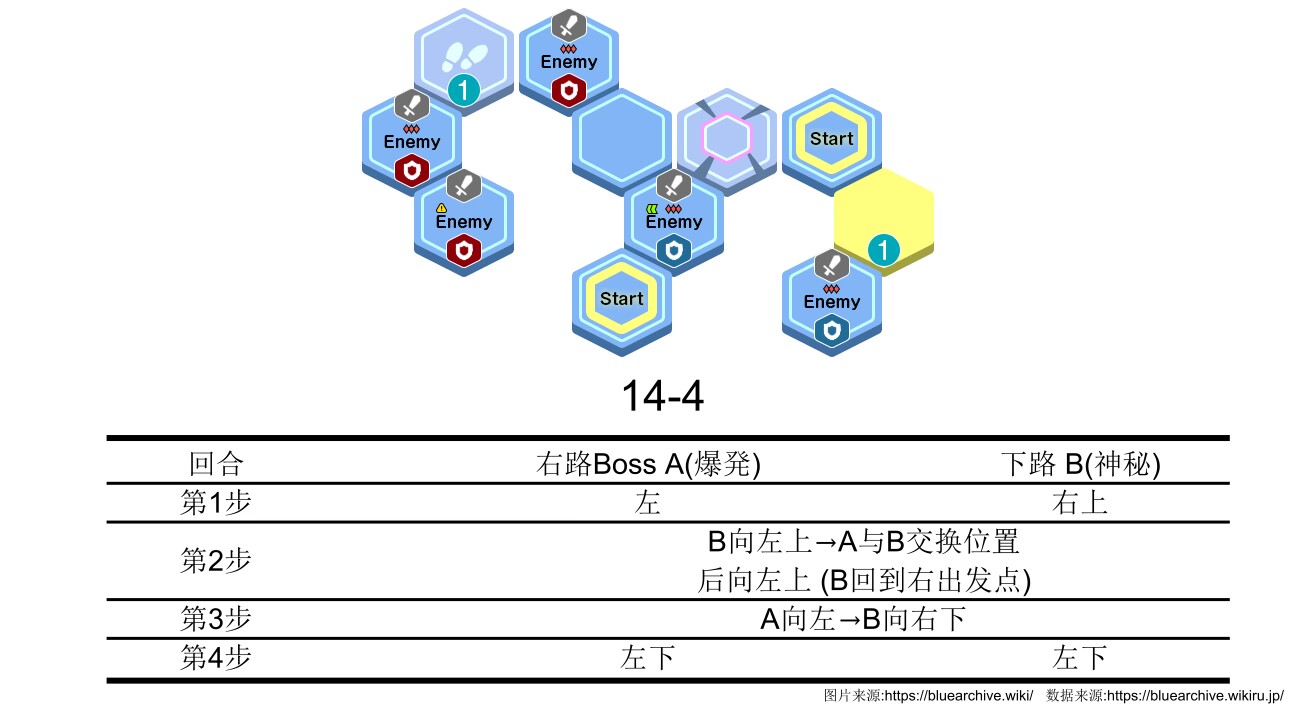 1
Enemy
Enemy
Start
Enemy
Enemy
1
Start
Enemy
14-4
回合 右路Boss A(爆発) 下路 B(神秘)
第1步 左 右上
第2步 B向左上→A与B交换位置
后向左上 (B回到右出发点)
第3步 A向左→B向右下
第4步 左下 左下
图片来源:https://bluearchive.wiki/ 数据来源:https://bluearchive.wikiru.jp/